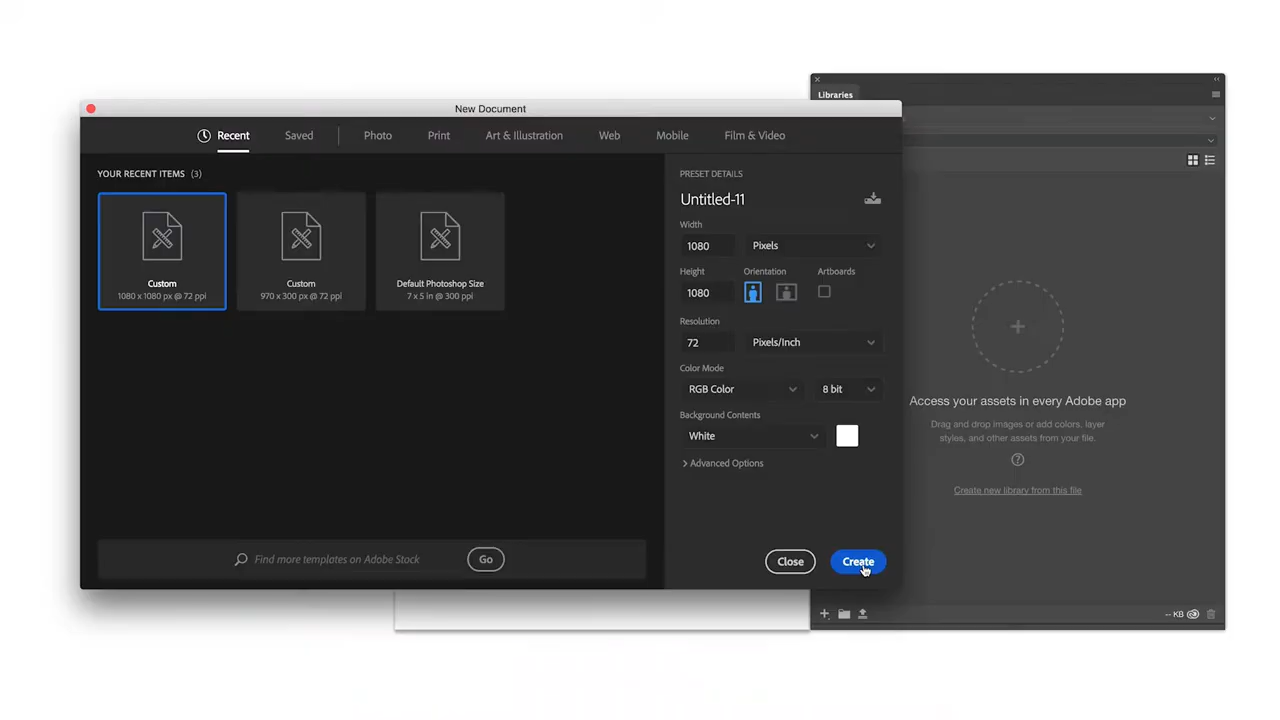 New Document
Libraries
Recent
Saved
Photo
Print
Art & Illustration
Web
Mobile
Film & Video
YOUR RECENT ITEMS (3)
Custom
1080 x 1080 px @ 72 ppi
Custom
970 x 300 px @ 72 ppi
Default Photoshop Size
7 x 5 in @ 300 ppi
Find more templates on Adobe Stock
Go
PRESET DETAILS
Untitled-11
Width
1080 Pixels
Height Orientation Artboards
1080
Resolution
72 Pixels/Inch
Color Mode
RGB Color 8 bit
Background Contents
White
Advanced Options
Close Create
Access your assets in every Adobe app
Drag and drop images or add colors, layer
styles, and other assets from your file.
?
Create new library from this file
-- KB